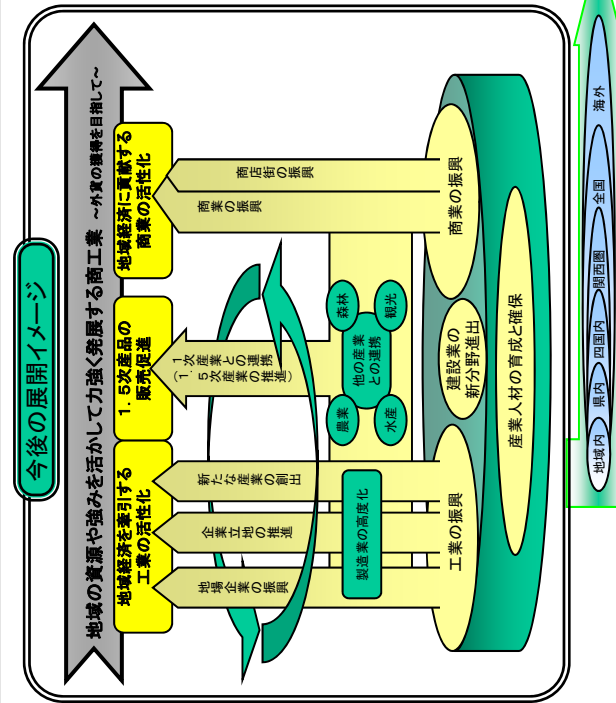 今後の展開イメージ
地域の資源や強みを活かして力強く発展する商工業 ～外貨の獲得を目指して～
地域経済を牽引する
工業の活性化
1.5次産品の
販売促進
地域経済に貢献する
商業の活性化
地場企業の振興
企業立地の推進
新たな産業の創出
1次産業との連携
(1.5次産業の推進)
商業の振興
商店街の振興
製造業の高度化
農業
森林
他の産業
との連携
水産
観光
工業の振興
建設業の
新分野進出
商業の振興
産業人材の育成と確保
地域内
県内
四国内
関西圏
全国
海外